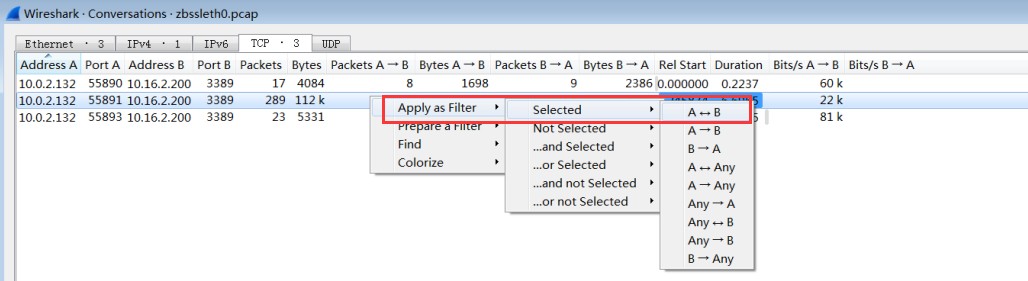 Wireshark · Conversations · zbssleth0.pcap
Ethernet · 3 IPv4 · 1 IPv6 TCP · 3 UDP
Address A Port A Address B Port B Packets Bytes Packets A → B Bytes A → B Packets B → A Bytes B → A Rel Start Duration Bits/s A → B Bits/s B → A
10.0.2.132 55890 10.16.2.200 3389 17 4084 8 1698 9 2386 0.000000 0.2237 60 k
10.0.2.132 55891 10.16.2.200 3389 289 112 k 22 k
10.0.2.132 55893 10.16.2.200 3389 23 5331 81 k
Apply as Filter
Prepare a Filter
Find
Colorize
Selected
Not Selected
...and Selected
...or Selected
...and not Selected
...or not Selected
A ↔ B
A → B
B → A
A ↔ Any
A → Any
Any → A
Any ↔ B
Any → B
B → Any